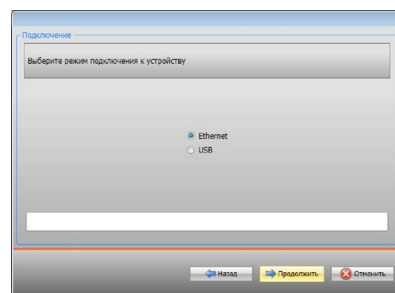 Подключение
Выберите режим подключения к устройству
Ethernet
USB
Назад
Продолжить
Отменить